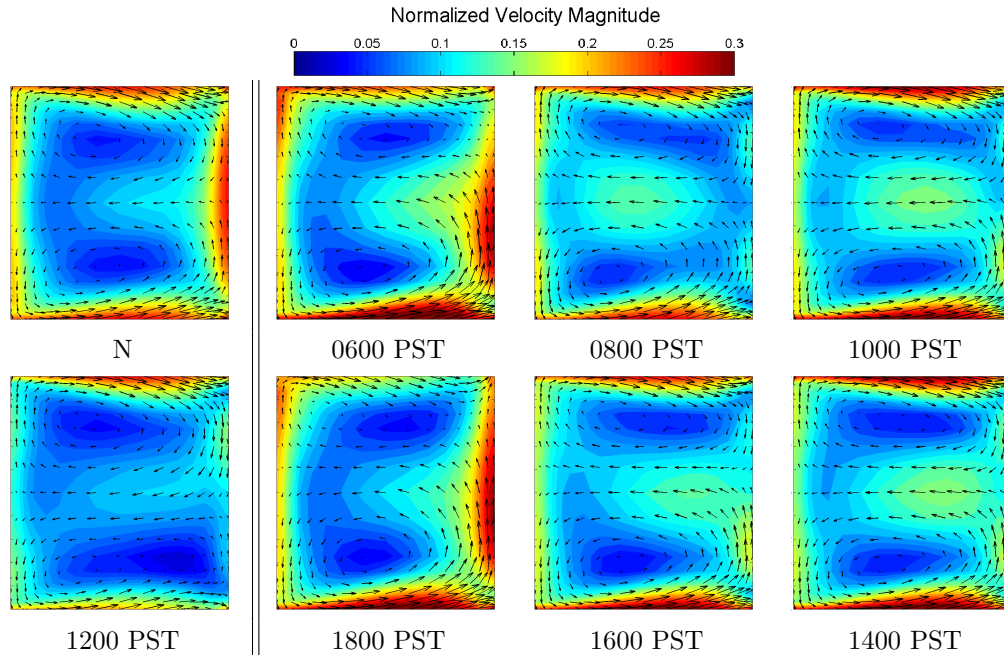 Normalized Velocity Magnitude
0 0.05 0.1 0.15 0.2 0.25 0.3
N 0600 PST 0800 PST 1000 PST
1200 PST 1800 PST 1600 PST 1400 PST